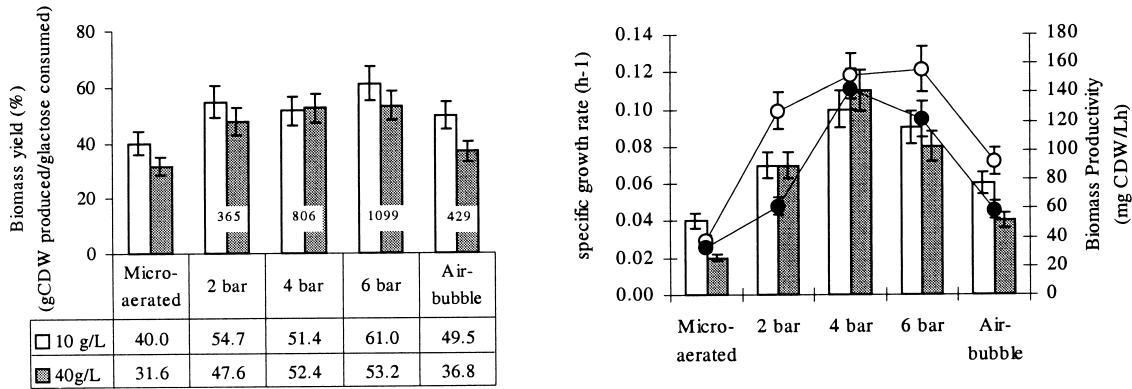 Biomass yield (%)
(gCDW produced/glactose consumed)
80
60
40
20
0
365
806
1099
429
Micro-
aerated
2 bar
4 bar
6 bar
Air-
bubble
10 g/L 40.0 54.7 51.4 61.0 49.5
40g/L 31.6 47.6 52.4 53.2 36.8
specific growth rate (h-1)
0.14
0.12
0.10
0.08
0.06
0.04
0.02
0.00
Micro-
aerated
2 bar
4 bar
6 bar
Air-
bubble
180
160
140
120
100
80
60
40
20
0
Biomass Productivity
(mg CDW/Lh)